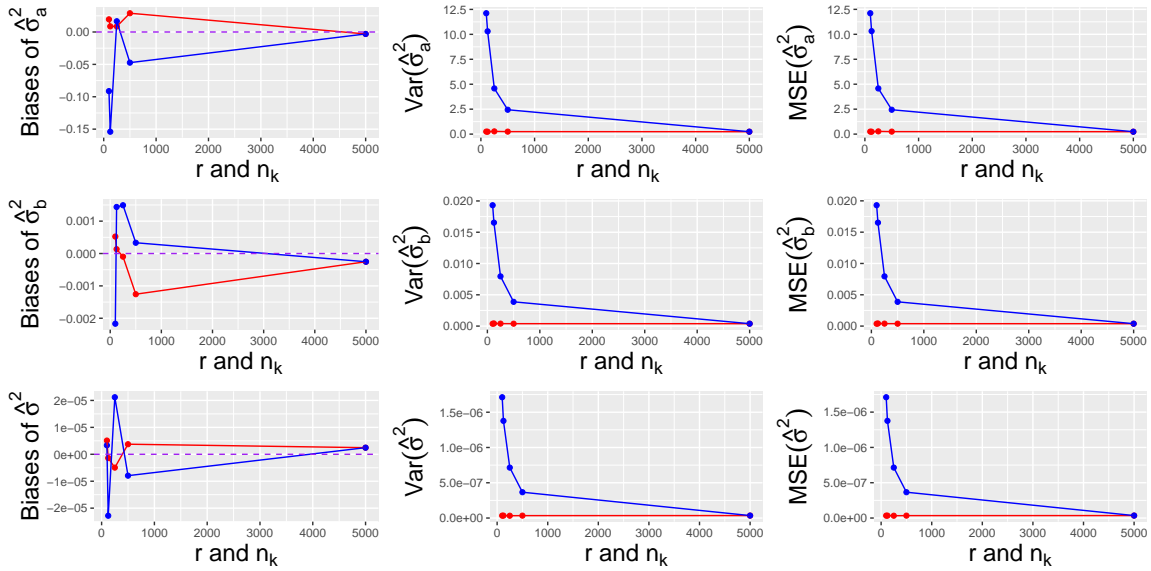 Biases of σ̂²ₐ
0.00
−0.05
−0.10
−0.15
0 1000 2000 3000 4000 5000
r and nₖ
Var(σ̂²ₐ)
12.5
10.0
7.5
5.0
2.5
0.0
0 1000 2000 3000 4000 5000
r and nₖ
MSE(σ̂²ₐ)
12.5
10.0
7.5
5.0
2.5
0.0
0 1000 2000 3000 4000 5000
r and nₖ
Biases of σ̂²_b
0.001
0.000
−0.001
−0.002
0 1000 2000 3000 4000 5000
r and nₖ
Var(σ̂²_b)
0.020
0.015
0.010
0.005
0.000
0 1000 2000 3000 4000 5000
r and nₖ
MSE(σ̂²_b)
0.020
0.015
0.010
0.005
0.000
0 1000 2000 3000 4000 5000
r and nₖ
Biases of σ̂²
2e−05
1e−05
0e+00
−1e−05
−2e−05
0 1000 2000 3000 4000 5000
r and nₖ
Var(σ̂²)
1.5e−06
1.0e−06
5.0e−07
0.0e+00
0 1000 2000 3000 4000 5000
r and nₖ
MSE(σ̂²)
1.5e−06
1.0e−06
5.0e−07
0.0e+00
0 1000 2000 3000 4000 5000
r and nₖ